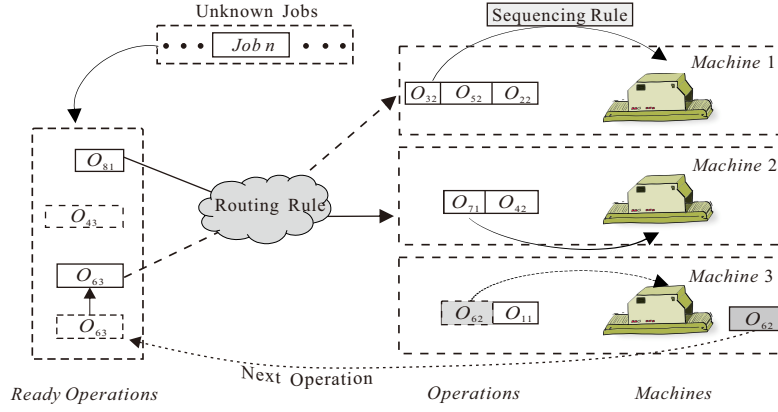 Unknown Jobs
• • • Job n • • •
Sequencing Rule
Machine 1
O32 O52 O22
O81
Machine 2
Routing Rule
O43
O71 O42
O63
Machine 3
O62 O11
O63
O62
Next Operation
Ready Operations
Operations
Machines